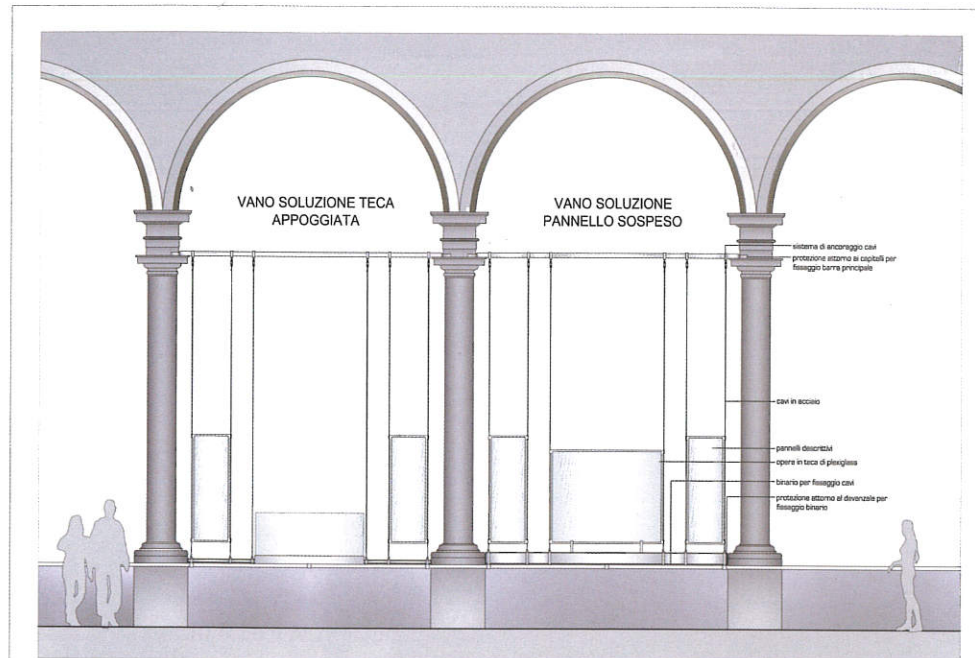 VANO SOLUZIONE TECA
APPOGGIATA
VANO SOLUZIONE
PANNELLO SOSPESO
sistema di ancoraggio cavi
protezione attorno ai capitelli per
fissaggio barra principale
cavi in acciaio
pannelli descrittivi
opere in teca di plexiglass
binario per fissaggio cavi
protezione attorno al davanzale per
fissaggio binario